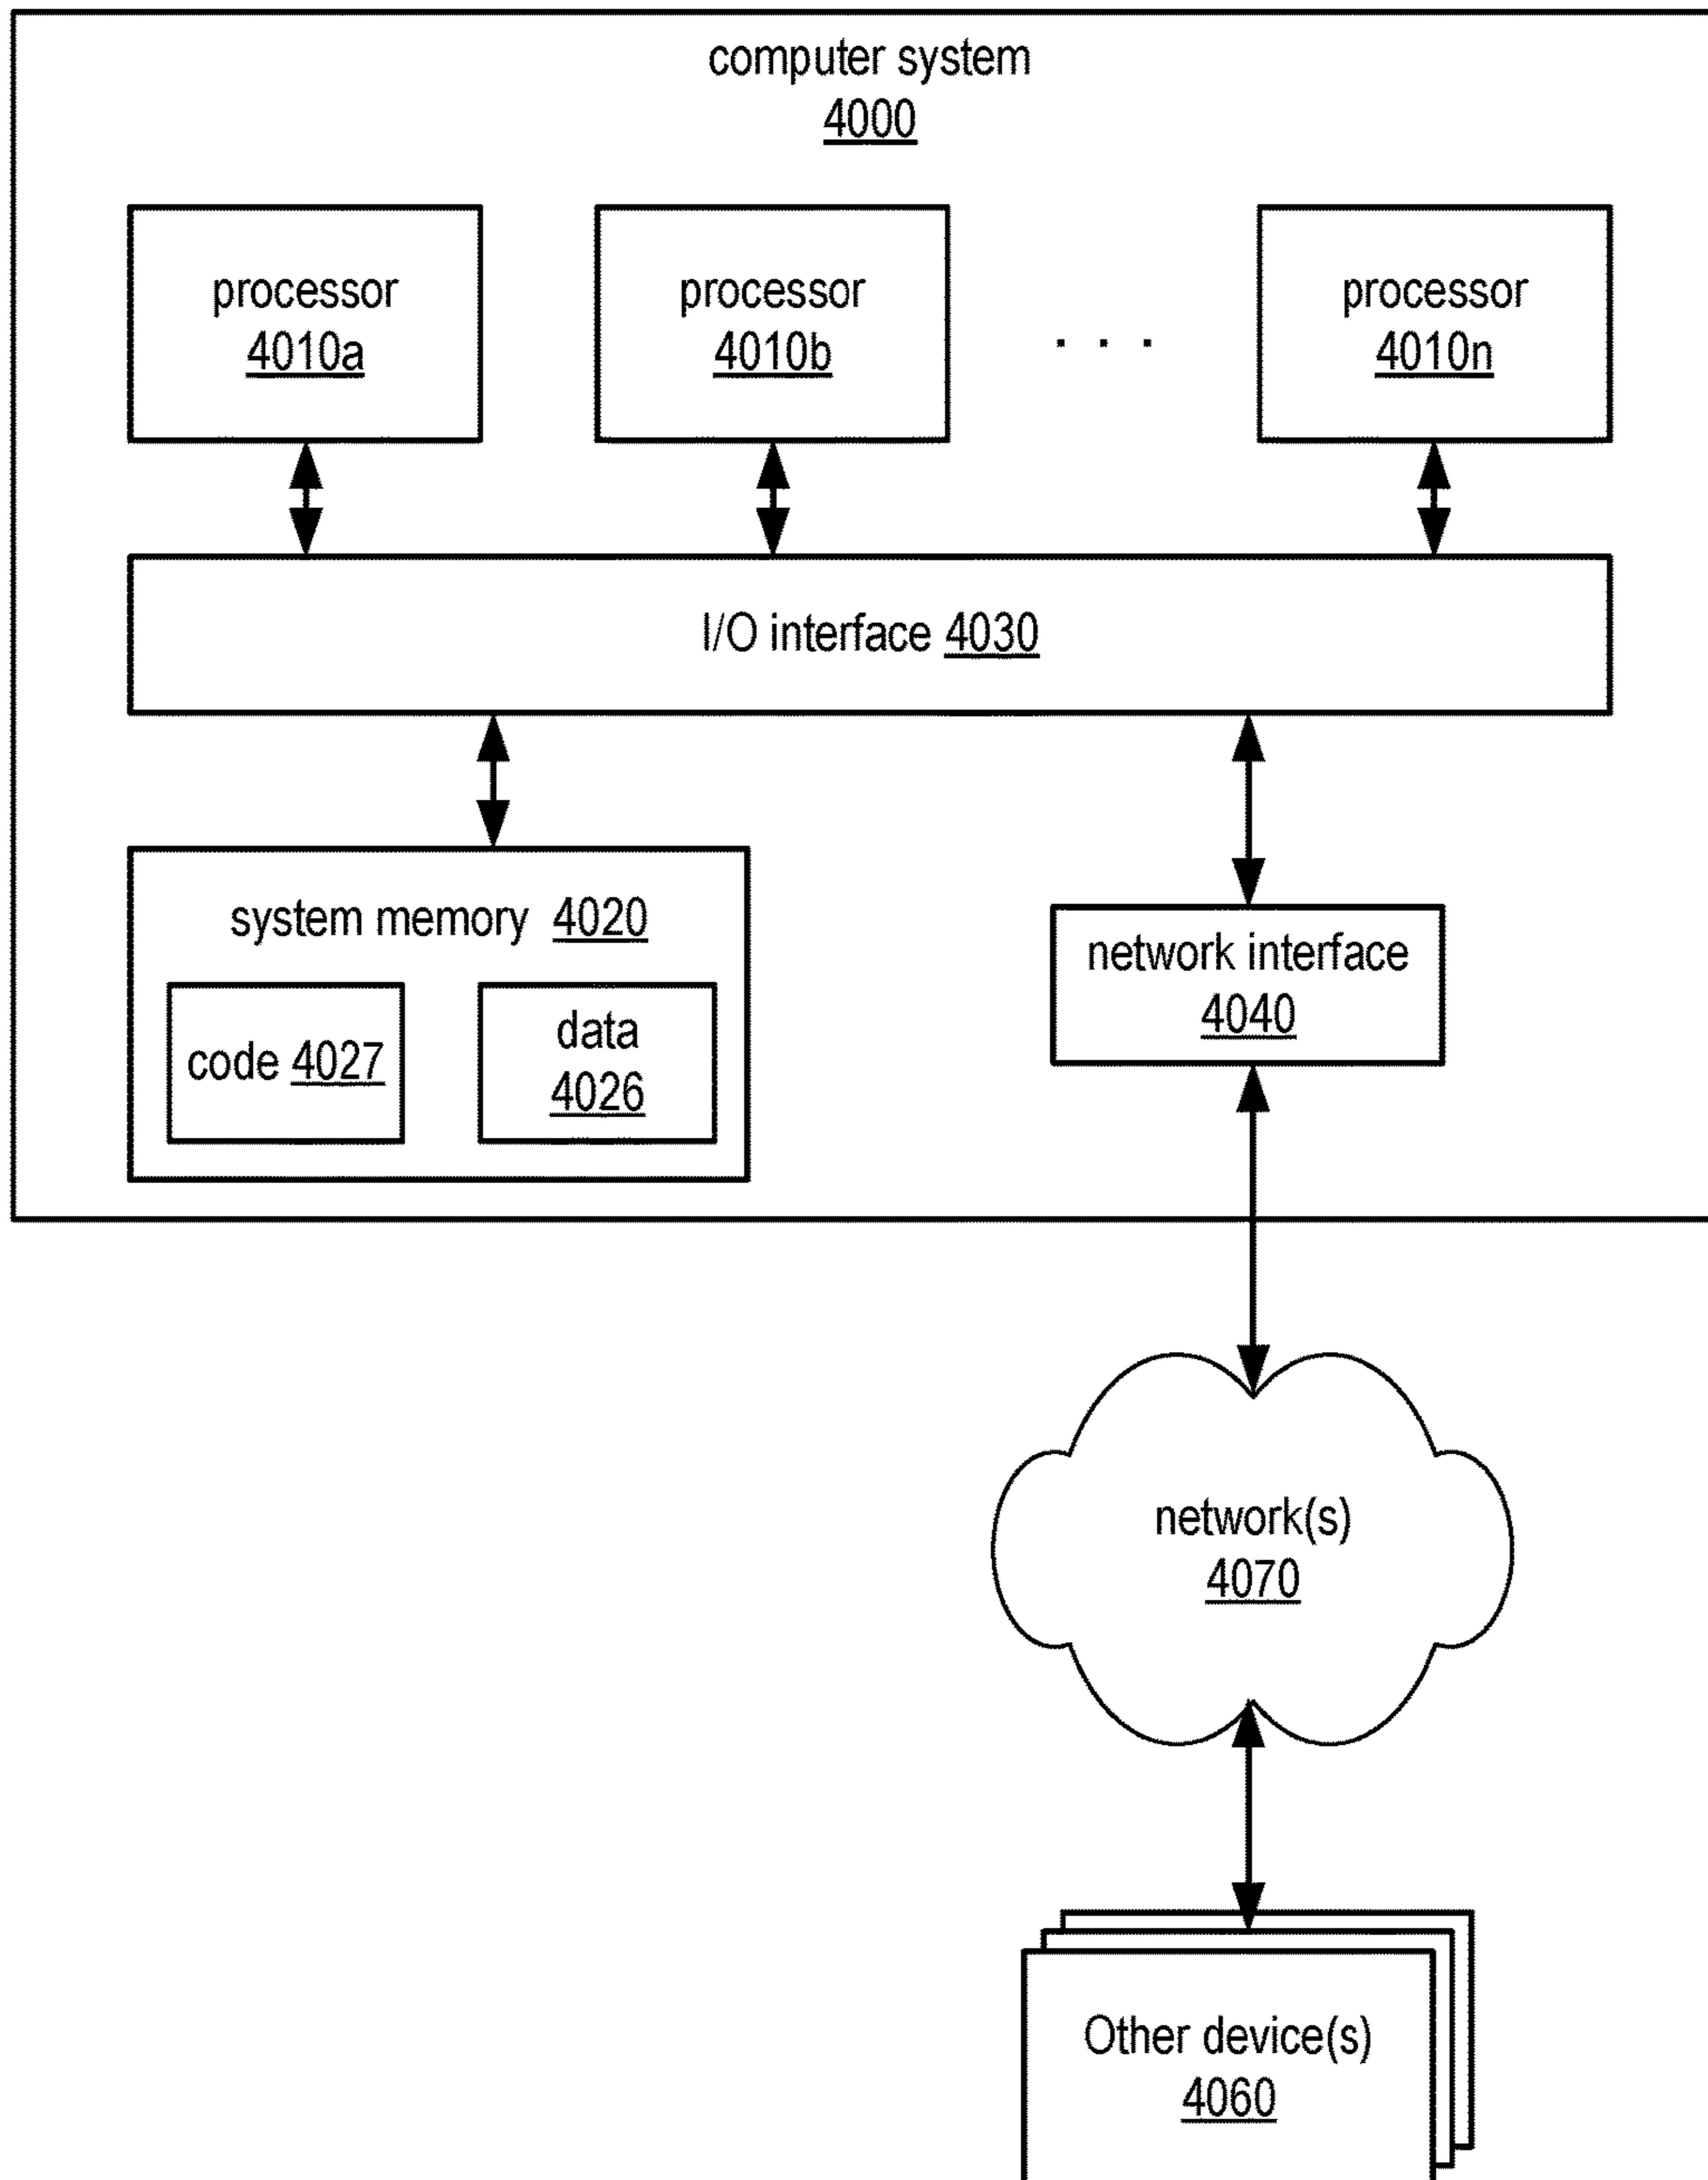 computer system
4000
processor
4010a
processor
4010b
. . .
processor
4010n
I/O interface 4030
system memory 4020
code 4027
data
4026
network interface
4040
network(s)
4070
Other device(s)
4060